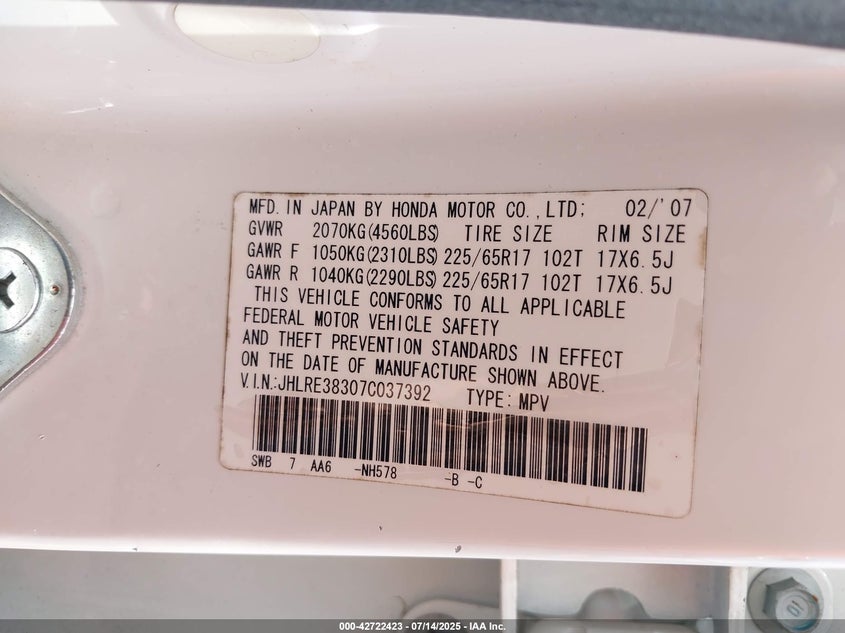 MFD. IN JAPAN BY HONDA MOTOR CO., LTD; 02/'07
GVWR 2070KG(4560LBS) TIRE SIZE RIM SIZE
GAWR F 1050KG(2310LBS) 225/65R17 102T 17X6.5J
GAWR R 1040KG(2290LBS) 225/65R17 102T 17X6.5J
THIS VEHICLE CONFORMS TO ALL APPLICABLE
FEDERAL MOTOR VEHICLE SAFETY
AND THEFT PREVENTION STANDARDS IN EFFECT
ON THE DATE OF MANUFACTURE SHOWN ABOVE.
V.I.N.:JHLRE38307C037392 TYPE: MPV
SWB 7 AA6 -NH578 -B -C
000-42722423 - 07/14/2025 - IAA Inc.